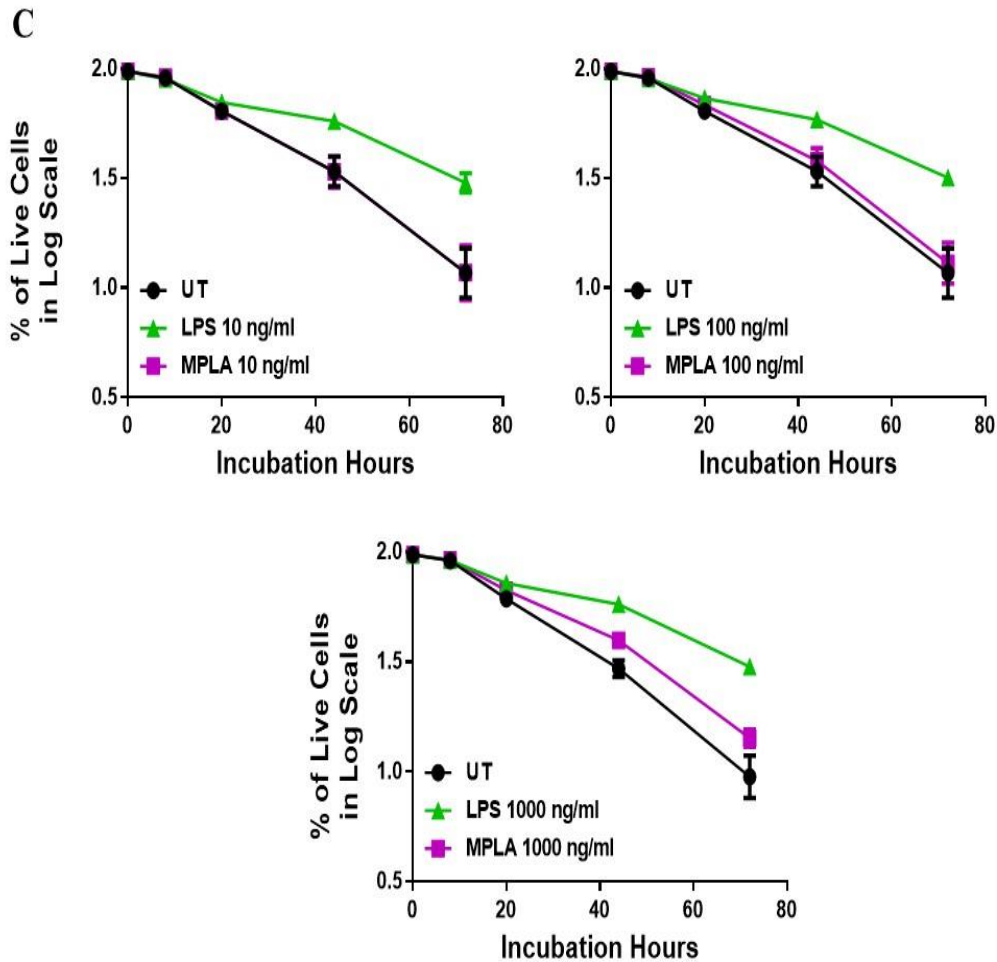 C
% of Live Cells
in Log Scale
2.0
1.5
1.0
0.5
UT
LPS 10 ng/ml
MPLA 10 ng/ml
0 20 40 60 80
Incubation Hours
2.0
1.5
1.0
0.5
UT
LPS 100 ng/ml
MPLA 100 ng/ml
0 20 40 60 80
Incubation Hours
% of Live Cells
in Log Scale
2.0
1.5
1.0
0.5
UT
LPS 1000 ng/ml
MPLA 1000 ng/ml
0 20 40 60 80
Incubation Hours